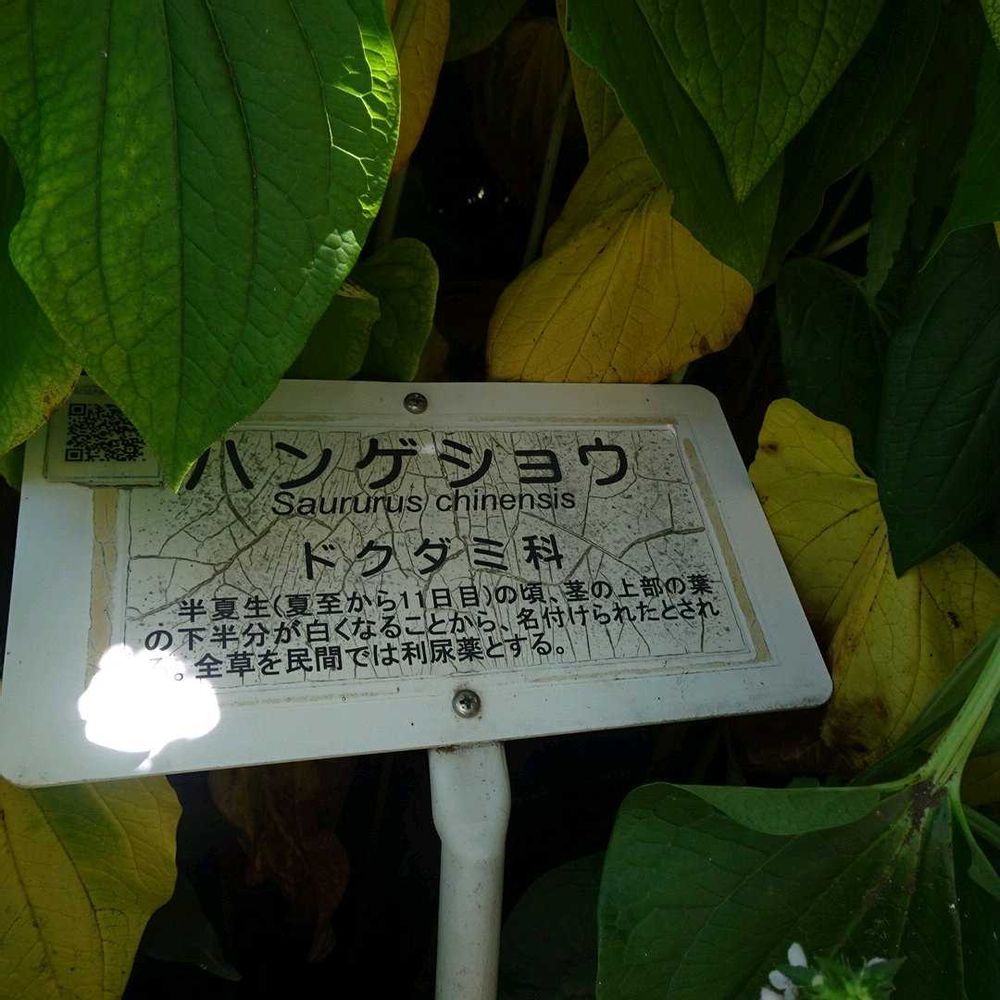 ハンゲショウ
Saururus chinensis
ドクダミ科
半夏生(夏至から11日目)の頃、茎の上部の葉
の下半分が白くなることから、名付けられたとされ
る。全草を民間では利尿薬とする。